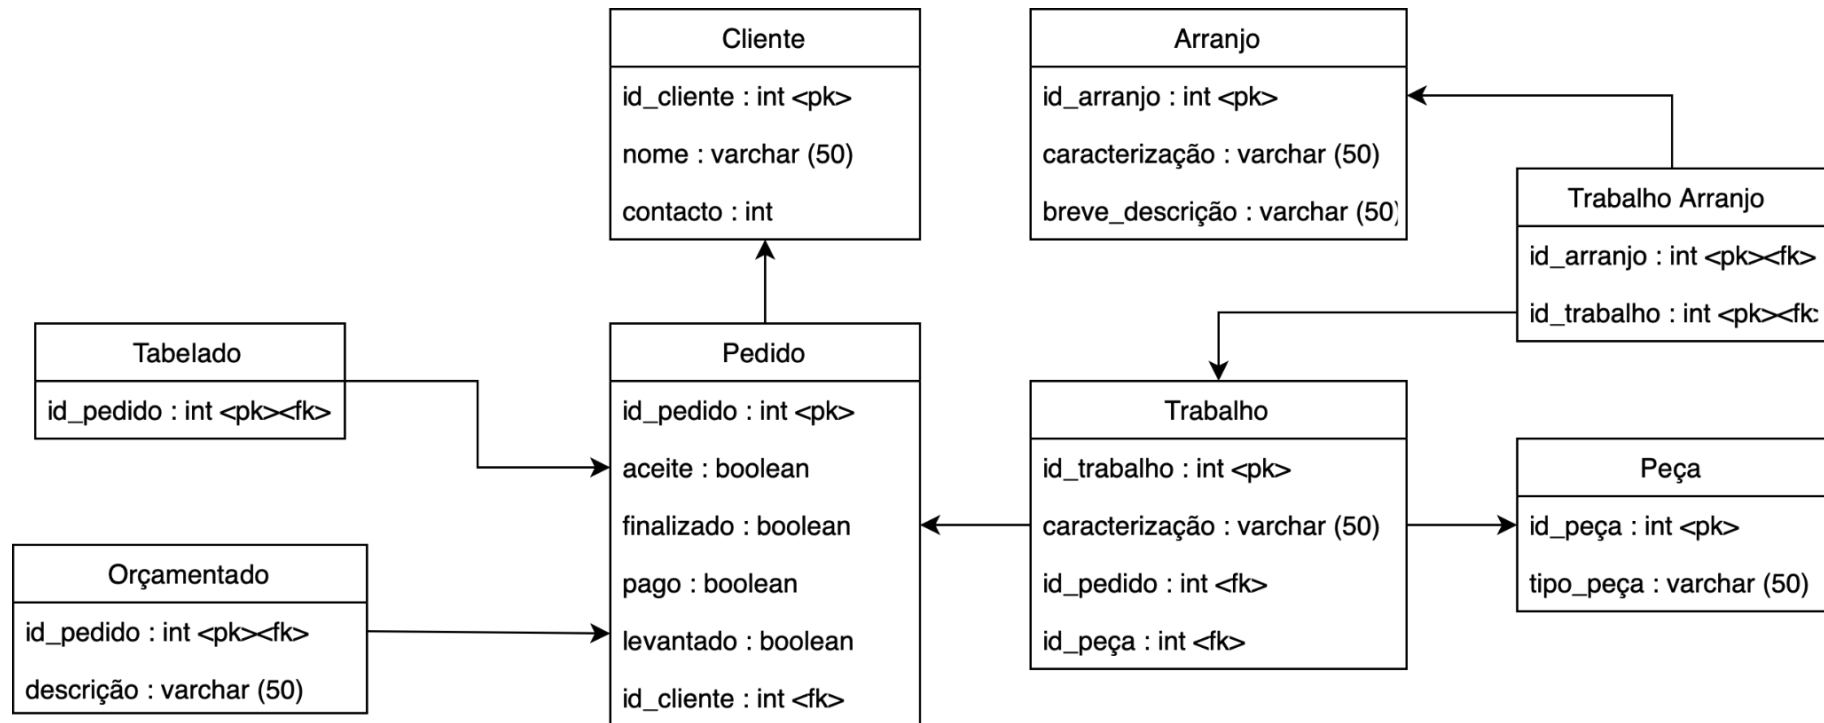 Cliente
id_cliente : int <pk>
nome : varchar (50)
contacto : int
Arranjo
id_arranjo : int <pk>
caracterização : varchar (50)
breve_descrição : varchar (50)
Trabalho Arranjo
id_arranjo : int <pk><fk>
id_trabalho : int <pk><fk>
Tabelado
id_pedido : int <pk><fk>
Orçamentado
id_pedido : int <pk><fk>
descrição : varchar (50)
Pedido
id_pedido : int <pk>
aceite : boolean
finalizado : boolean
pago : boolean
levantado : boolean
id_cliente : int <fk>
Trabalho
id_trabalho : int <pk>
caracterização : varchar (50)
id_pedido : int <fk>
id_peça : int <fk>
Peça
id_peça : int <pk>
tipo_peça : varchar (50)